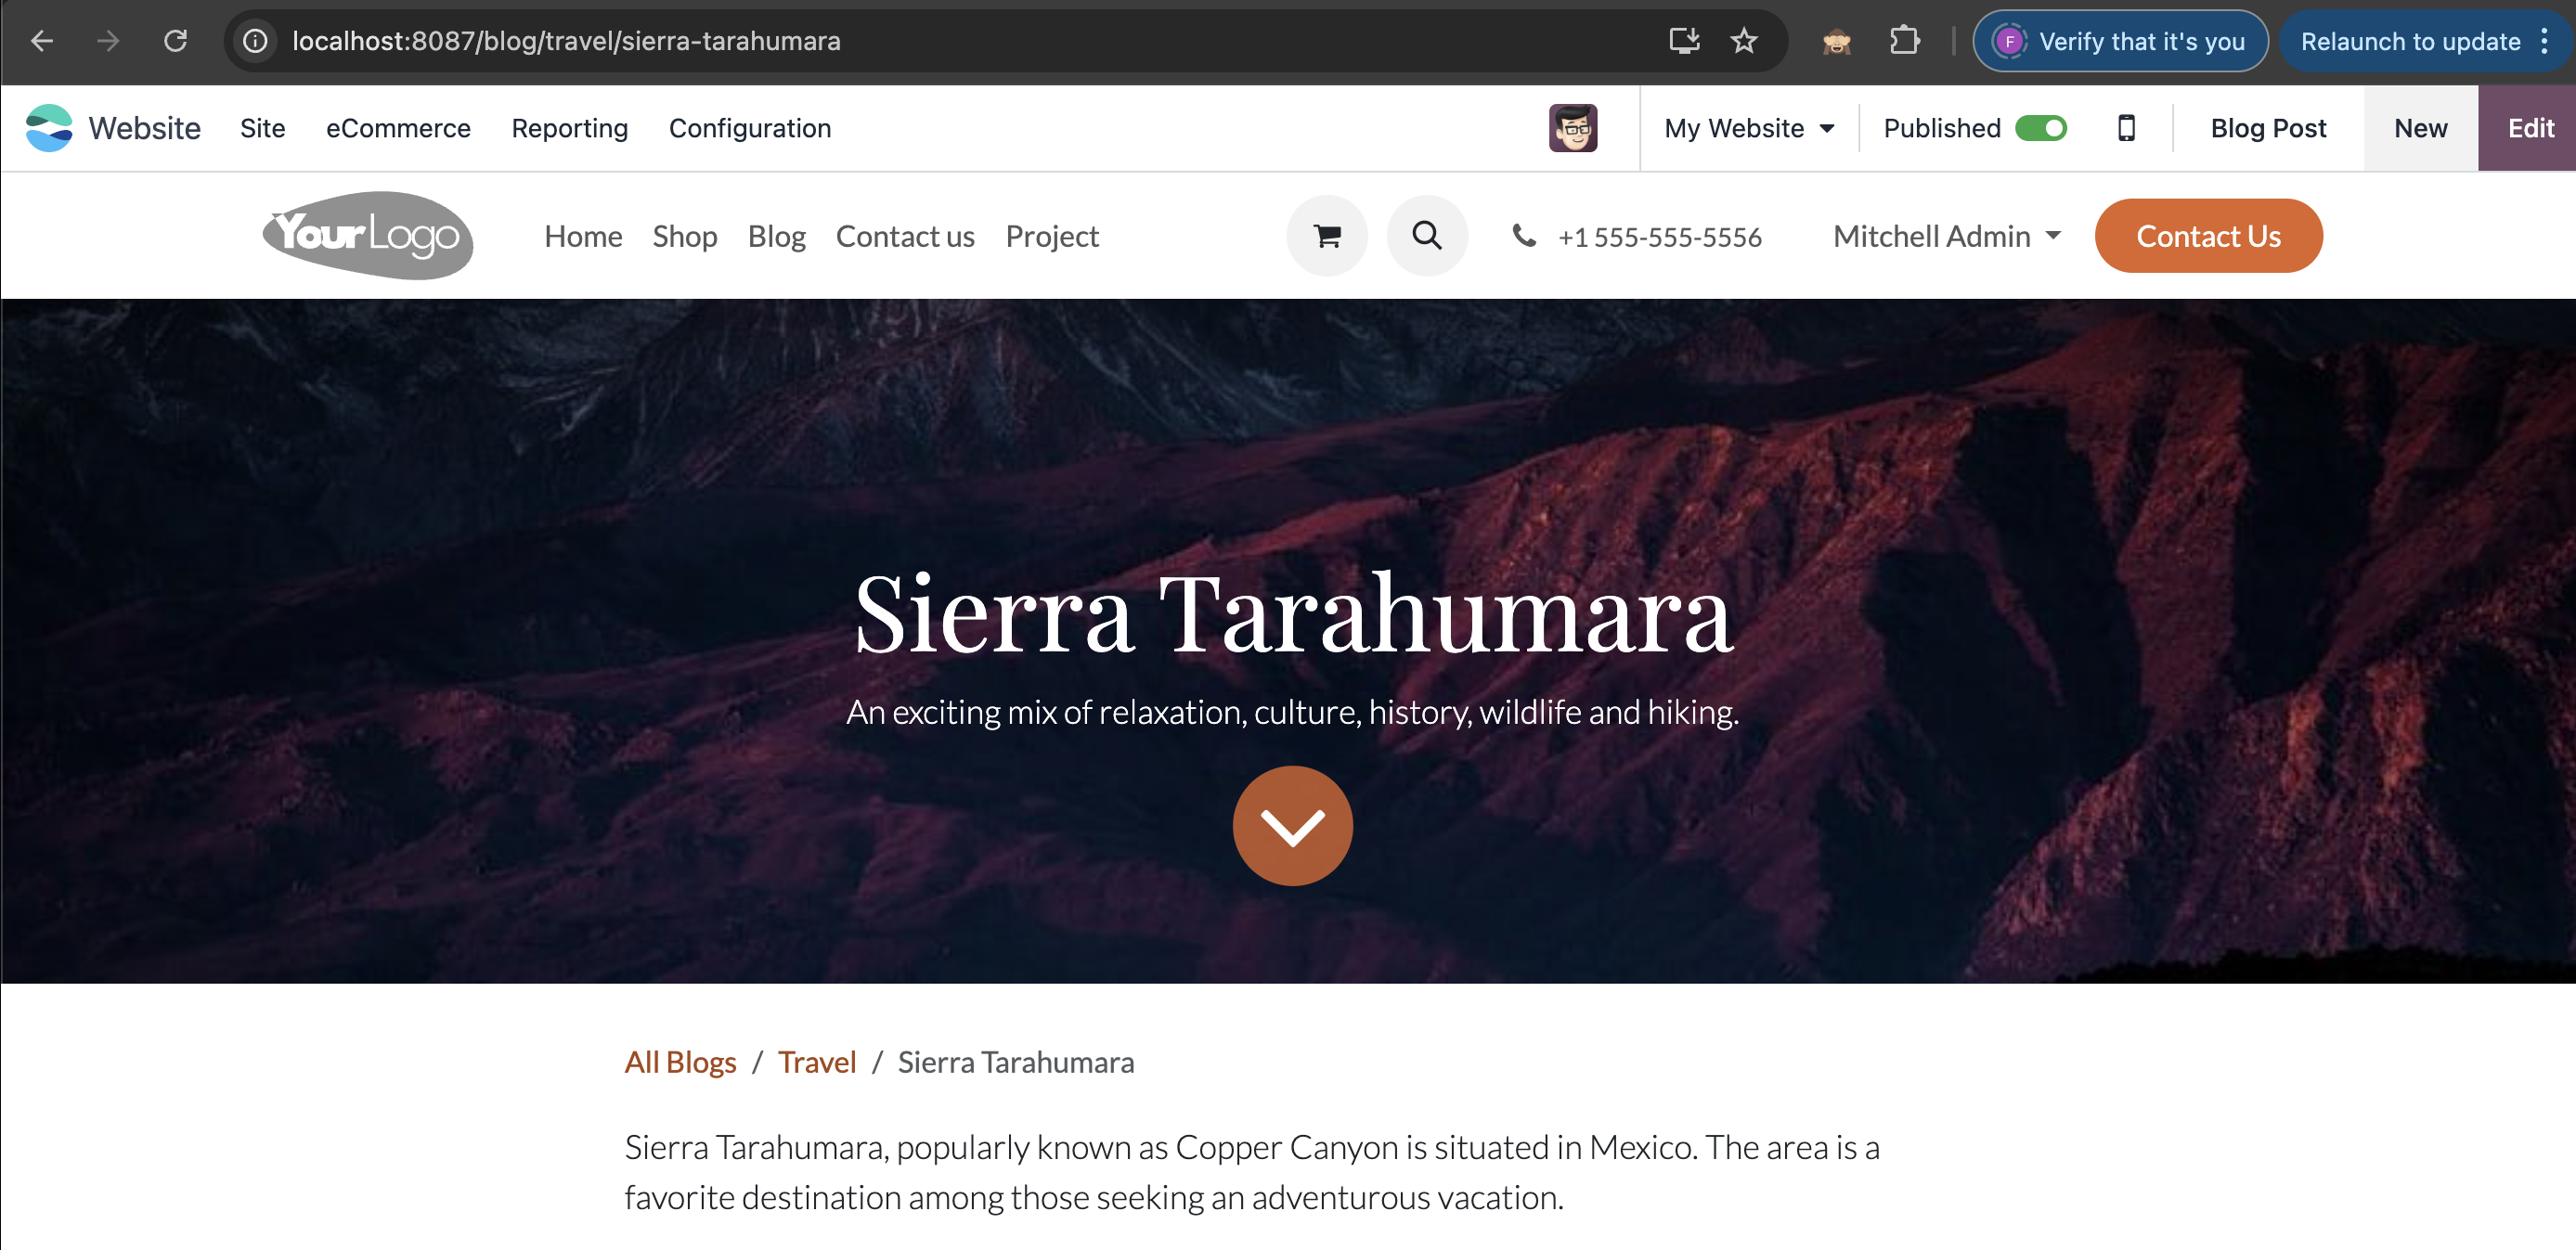 localhost:8087/blog/travel/sierra-tarahumara
F Verify that it's you
Relaunch to update
Website Site eCommerce Reporting Configuration My Website Published Blog Post New Edit
YourLogo Home Shop Blog Contact us Project +1 555-555-5556 Mitchell Admin Contact Us
Sierra Tarahumara
An exciting mix of relaxation, culture, history, wildlife and hiking.
All Blogs / Travel / Sierra Tarahumara
Sierra Tarahumara, popularly known as Copper Canyon is situated in Mexico. The area is a
favorite destination among those seeking an adventurous vacation.